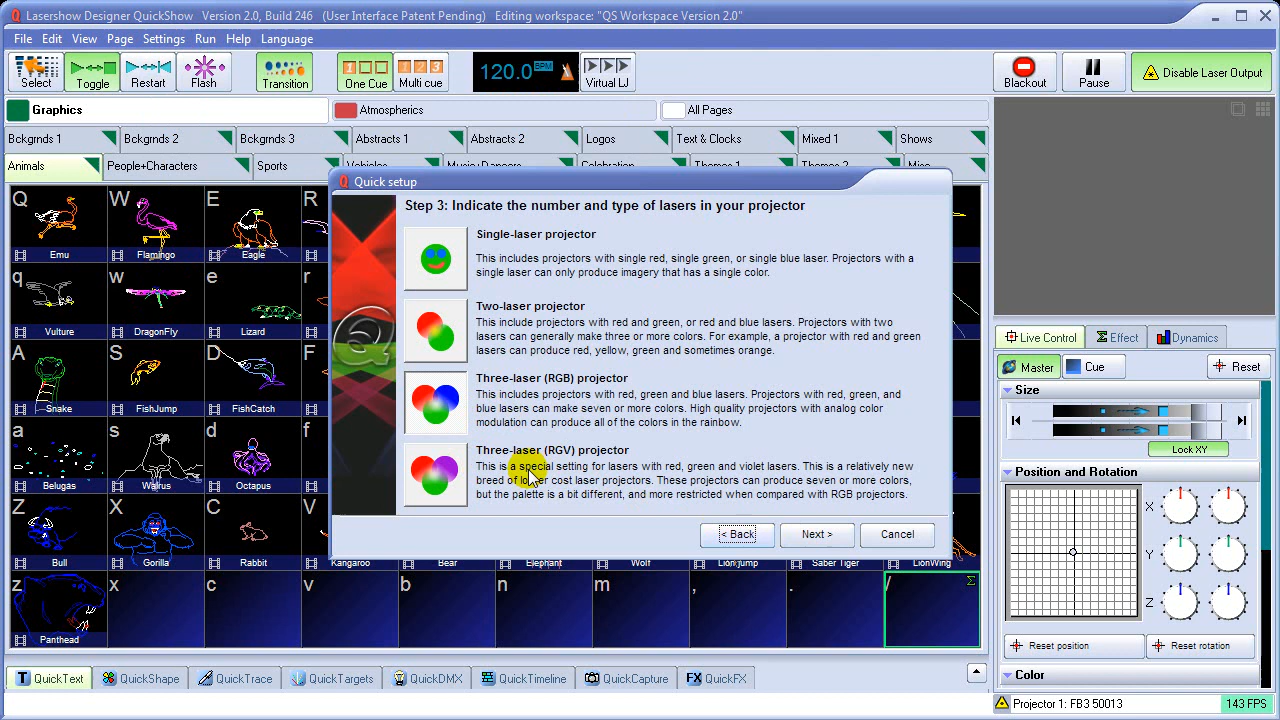 Lasershow Designer QuickShow Version 2.0, Build 246 (User Interface Patent Pending) Editing workspace: "QS Workspace Version 2.0"
File Edit View Page Settings Run Help Language
Select Toggle Restart Flash Transition One Cue Multi cue 120.0 BPM Virtual LJ Blackout Pause Disable Laser Output
Graphics Atmospherics All Pages
Bckgnds 1 Bckgnds 2 Bckgnds 3 Abstracts 1 Abstracts 2 Logos Text & Clocks Mixed 1 Shows
Animals People+Characters Sports
Quick setup
Step 3: Indicate the number and type of lasers in your projector
Single-laser projector
This includes projectors with single red, single green, or single blue laser. Projectors with a
single laser can only produce imagery that has a single color.
Two-laser projector
This include projectors with red and green, or red and blue lasers. Projectors with two
lasers can generally make three or more colors. For example, a projector with red and green
lasers can produce red, yellow, green and sometimes orange.
Three-laser (RGB) projector
This includes projectors with red, green and blue lasers. Projectors with red, green, and
blue lasers can make seven or more colors. High quality projectors with analog color
modulation can produce all of the colors in the rainbow.
Three-laser (RGV) projector
This is a special setting for lasers with red, green and violet lasers. This is a relatively new
breed of lower cost laser projectors. These projectors can produce seven or more colors,
but the palette is a bit different, and more restricted when compared with RGB projectors.
< Back Next > Cancel
Q W E R
Emu Flamingo Eagle
q w e r
Vulture DragonFly Lizard
A S D F
Snake FishJump FishCatch
a s d f
Belugas Walrus Octapus
Z X C V
Bull Gorilla Rabbit Kangaroo Bear Elephant Wolf LionJump Saber Tiger LionWing
z x c v b n m , . / Σ
Panthead
QuickText QuickShape QuickTrace QuickTargets QuickDMX QuickTimeline QuickCapture QuickFX
Live Control Effect Dynamics
Master Cue Reset
Size
Lock XY
Position and Rotation
X
Y
Z
Reset position Reset rotation
Color
Projector 1: FB3 50013 143 FPS